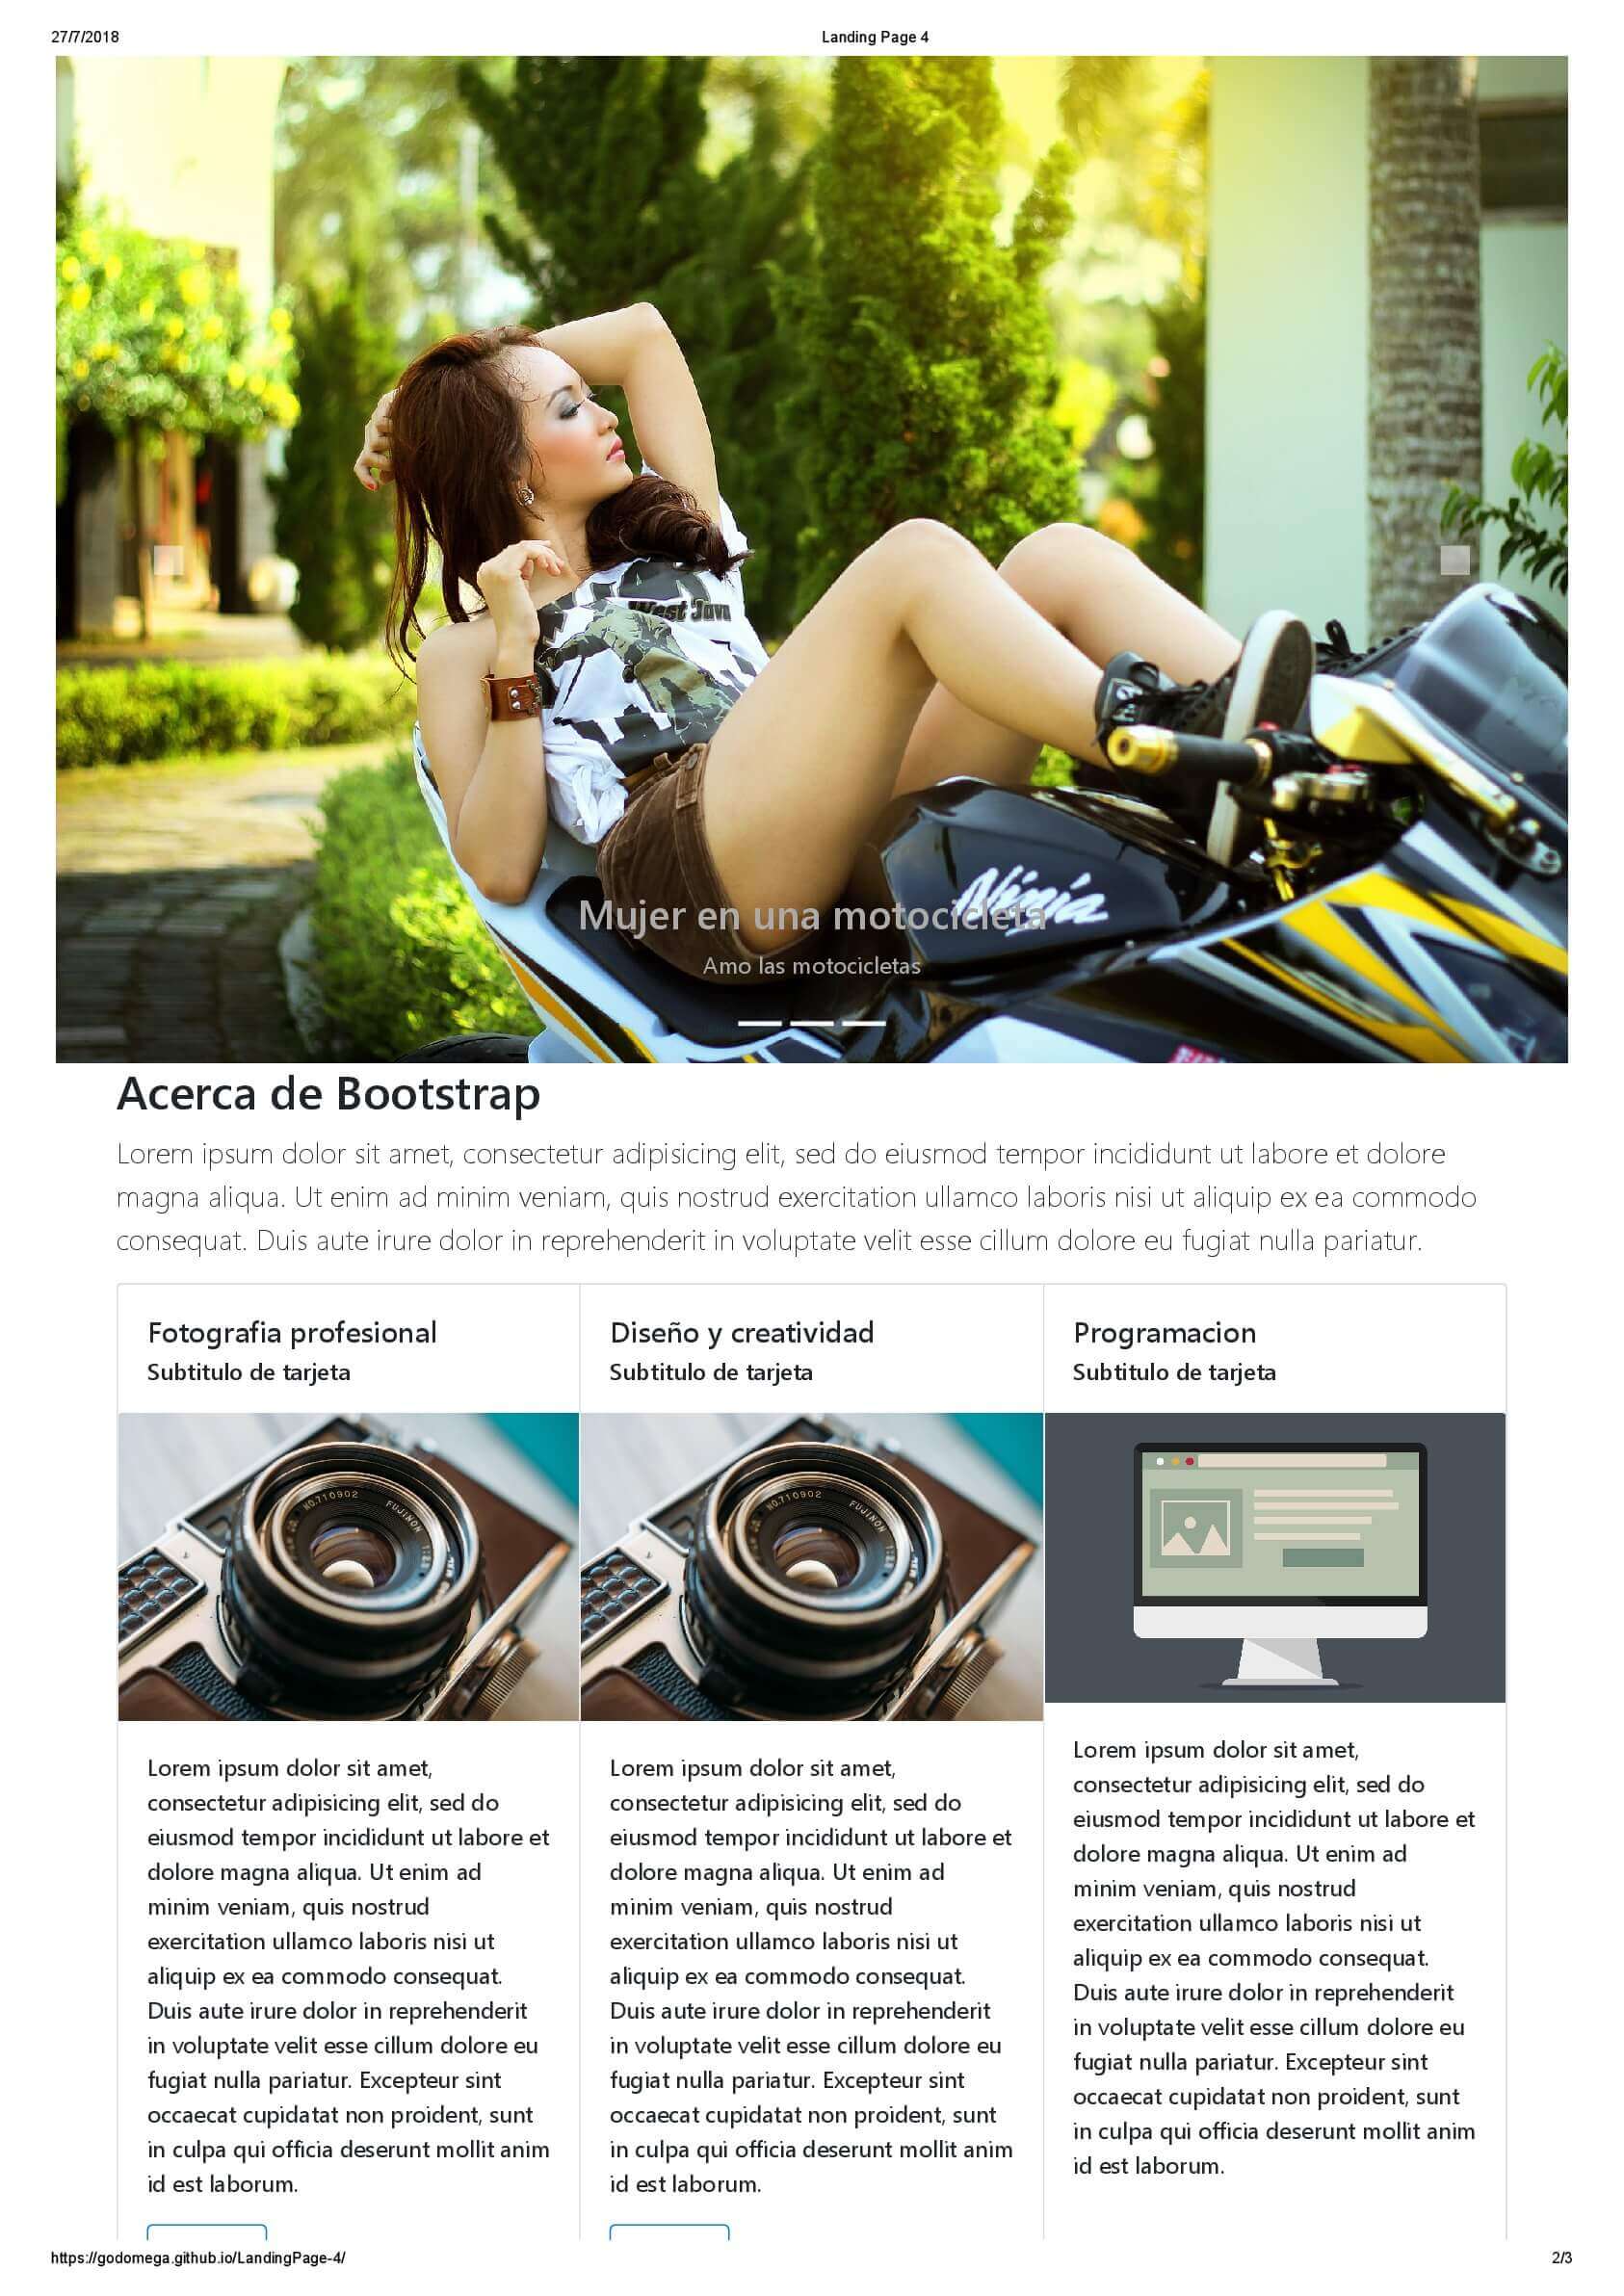 27/7/2018
Landing Page 4
West Java
Ninja
Mujer en una motocicleta
Amo las motocicletas
Acerca de Bootstrap
Lorem ipsum dolor sit amet, consectetur adipisicing elit, sed do eiusmod tempor incididunt ut labore et dolore
magna aliqua. Ut enim ad minim veniam, quis nostrud exercitation ullamco laboris nisi ut aliquip ex ea commodo
consequat. Duis aute irure dolor in reprehenderit in voluptate velit esse cillum dolore eu fugiat nulla pariatur.
Fotografia profesional
Subtitulo de tarjeta
NO.710902
FUJINON
Lorem ipsum dolor sit amet,
consectetur adipisicing elit, sed do
eiusmod tempor incididunt ut labore et
dolore magna aliqua. Ut enim ad
minim veniam, quis nostrud
exercitation ullamco laboris nisi ut
aliquip ex ea commodo consequat.
Duis aute irure dolor in reprehenderit
in voluptate velit esse cillum dolore eu
fugiat nulla pariatur. Excepteur sint
occaecat cupidatat non proident, sunt
in culpa qui officia deserunt mollit anim
id est laborum.
Diseño y creatividad
Subtitulo de tarjeta
NO.710902
FUJINON
Lorem ipsum dolor sit amet,
consectetur adipisicing elit, sed do
eiusmod tempor incididunt ut labore et
dolore magna aliqua. Ut enim ad
minim veniam, quis nostrud
exercitation ullamco laboris nisi ut
aliquip ex ea commodo consequat.
Duis aute irure dolor in reprehenderit
in voluptate velit esse cillum dolore eu
fugiat nulla pariatur. Excepteur sint
occaecat cupidatat non proident, sunt
in culpa qui officia deserunt mollit anim
id est laborum.
Programacion
Subtitulo de tarjeta
Lorem ipsum dolor sit amet,
consectetur adipisicing elit, sed do
eiusmod tempor incididunt ut labore et
dolore magna aliqua. Ut enim ad
minim veniam, quis nostrud
exercitation ullamco laboris nisi ut
aliquip ex ea commodo consequat.
Duis aute irure dolor in reprehenderit
in voluptate velit esse cillum dolore eu
fugiat nulla pariatur. Excepteur sint
occaecat cupidatat non proident, sunt
in culpa qui officia deserunt mollit anim
id est laborum.
https://godomega.github.io/LandingPage-4/
2/3